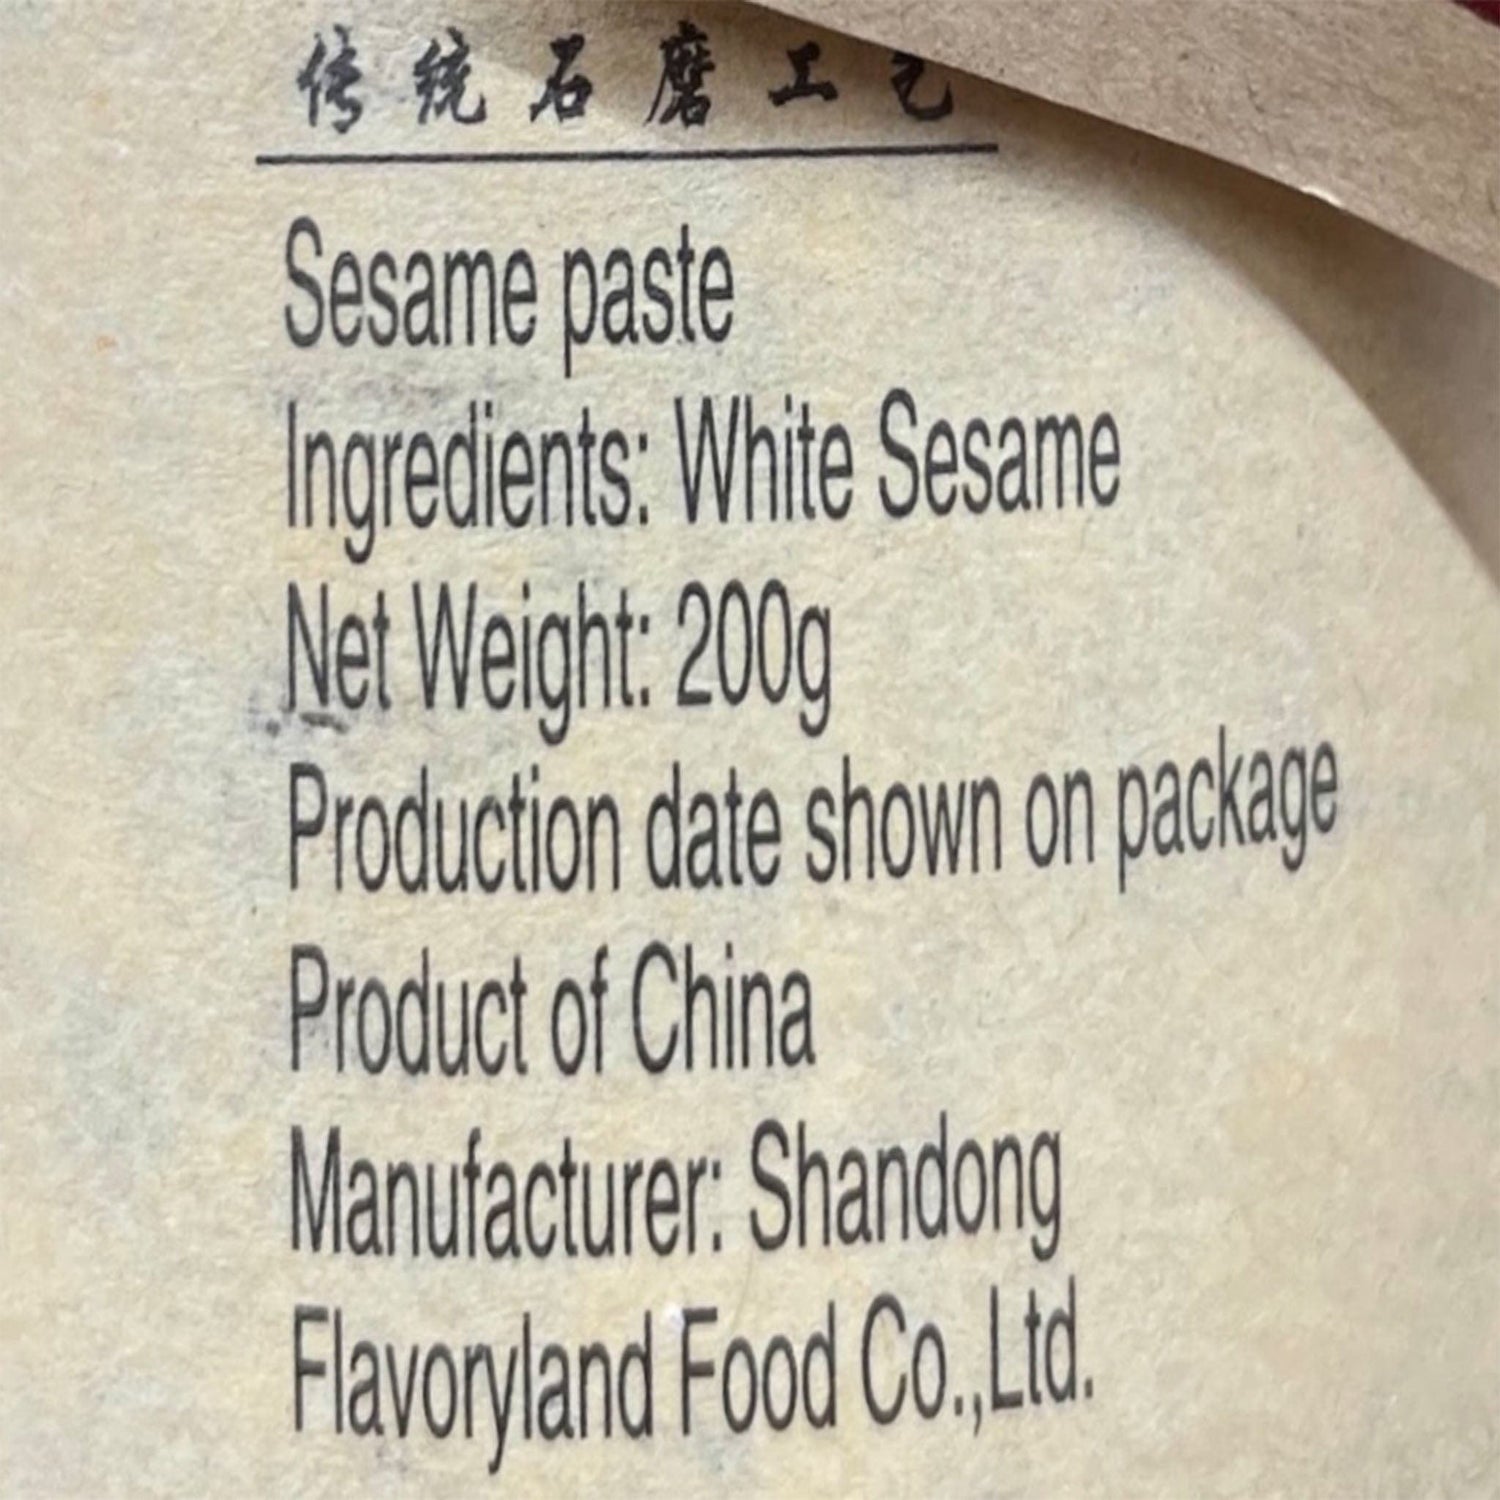 传统石磨工艺
Sesame paste
Ingredients: White Sesame
Net Weight: 200g
Production date shown on package
Product of China
Manufacturer: Shandong
Flavoryland Food Co.,Ltd.